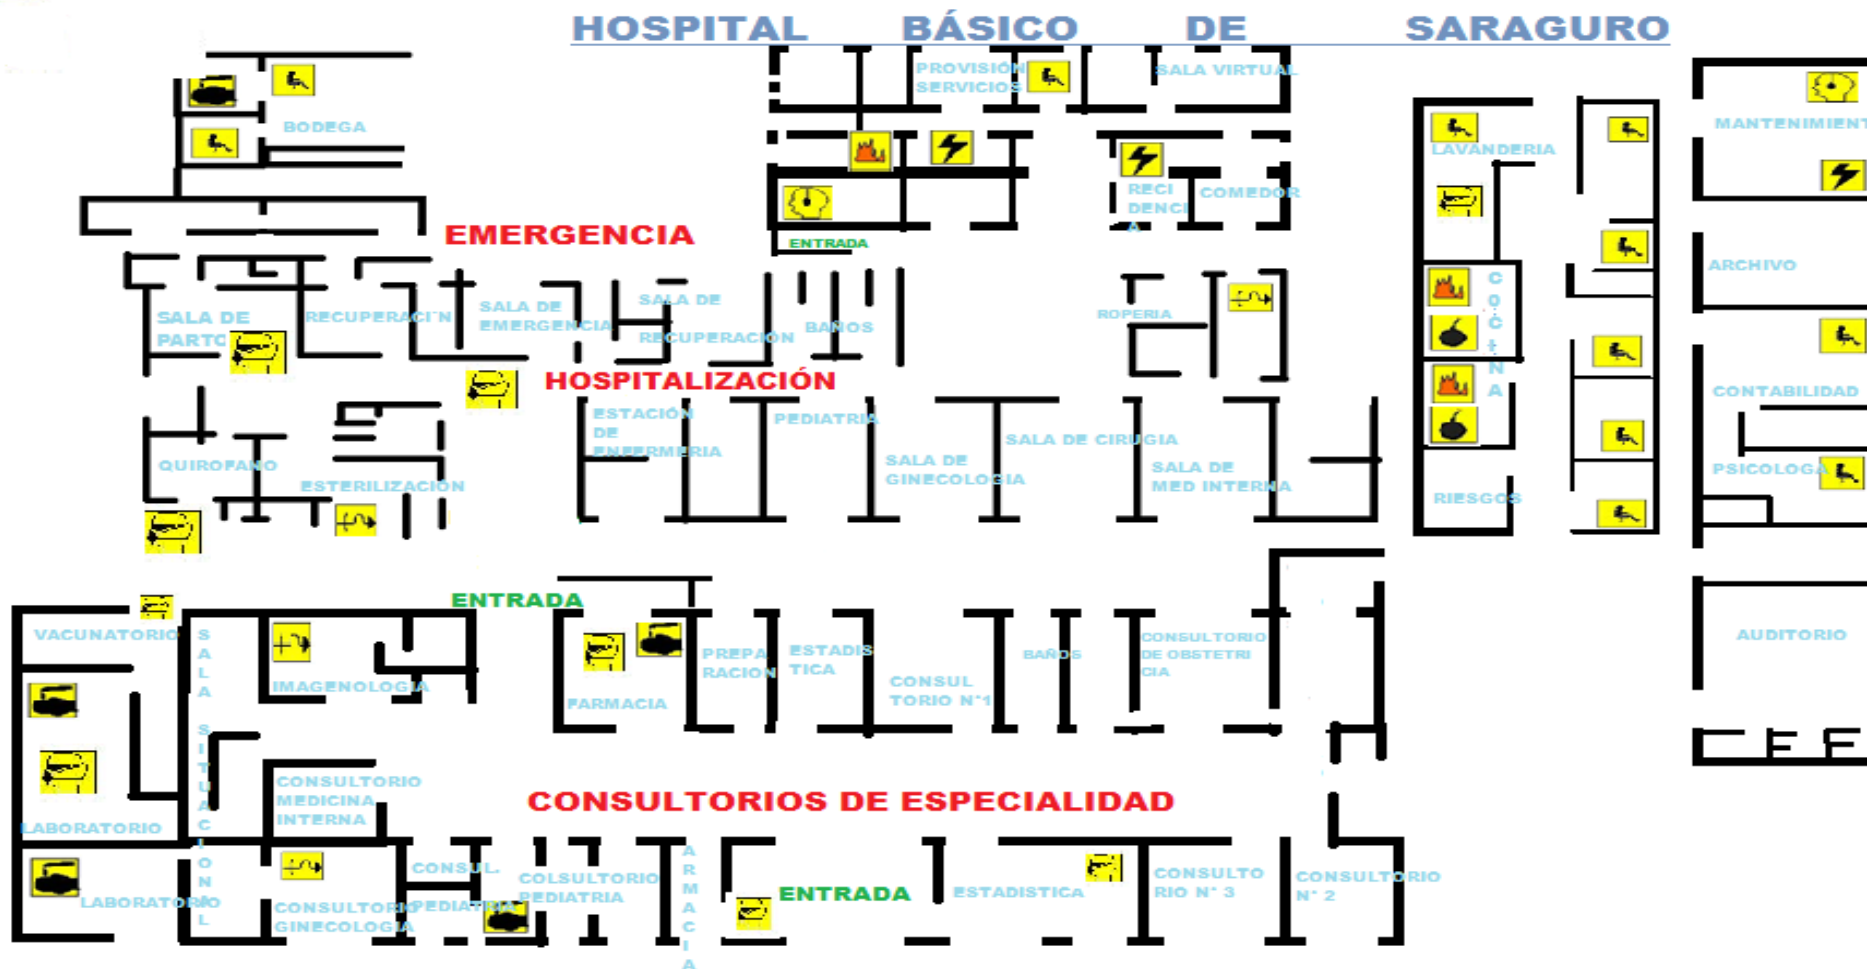 HOSPITAL BÁSICO DE SARAGURO
PROVISIÓN
SERVICIOS
SALA VIRTUAL
BODEGA
MANTENIMIENT
LAVANDERIA
RECI
DENCI
A
COMEDOR
EMERGENCIA
ENTRADA
ARCHIVO
SALA DE
PARTO
RECUPERACI'N
SALA DE
EMERGENCIA
SALA DE
RECUPERACIÓN
BAÑOS
ROPERIA
COCINA
HOSPITALIZACIÓN
CONTABILIDAD
ESTACIÓN
DE
ENFERMERIA
PEDIATRIA
SALA DE
GINECOLOGIA
SALA DE CIRUGIA
SALA DE
MED INTERNA
QUIROFANO
ESTERILIZACIÓN
PSICOLOGA
RIESGOS
ENTRADA
VACUNATORIO
SALA SITUACIONAL
IMAGENOLOGIA
FARMACIA
PREPA
RACION
ESTADIS
TICA
CONSUL
TORIO N°1
BAÑOS
CONSULTORIO
DE OBSTETRI
CIA
AUDITORIO
CONSULTORIO
MEDICINA
INTERNA
CONSULTORIOS DE ESPECIALIDAD
LABORATORIO
LABORATORIO
CONSULTORIO
GINECOLOGIA
CONSUL.
PEDIATRIA
COLSULTORIO
PEDIATRIA
ARMACIA
ENTRADA
ESTADISTICA
CONSULTO
RIO N° 3
CONSULTORIO
N° 2